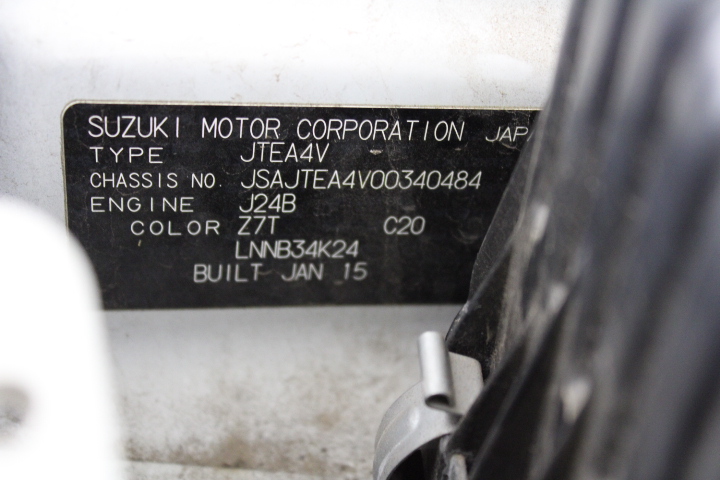 SUZUKI MOTOR CORPORATION JAP
TYPE JTEA4V
CHASSIS NO. JSAJTEA4V00340484
ENGINE J24B
COLOR Z7T C20
LNNB34K24
BUILT JAN 15